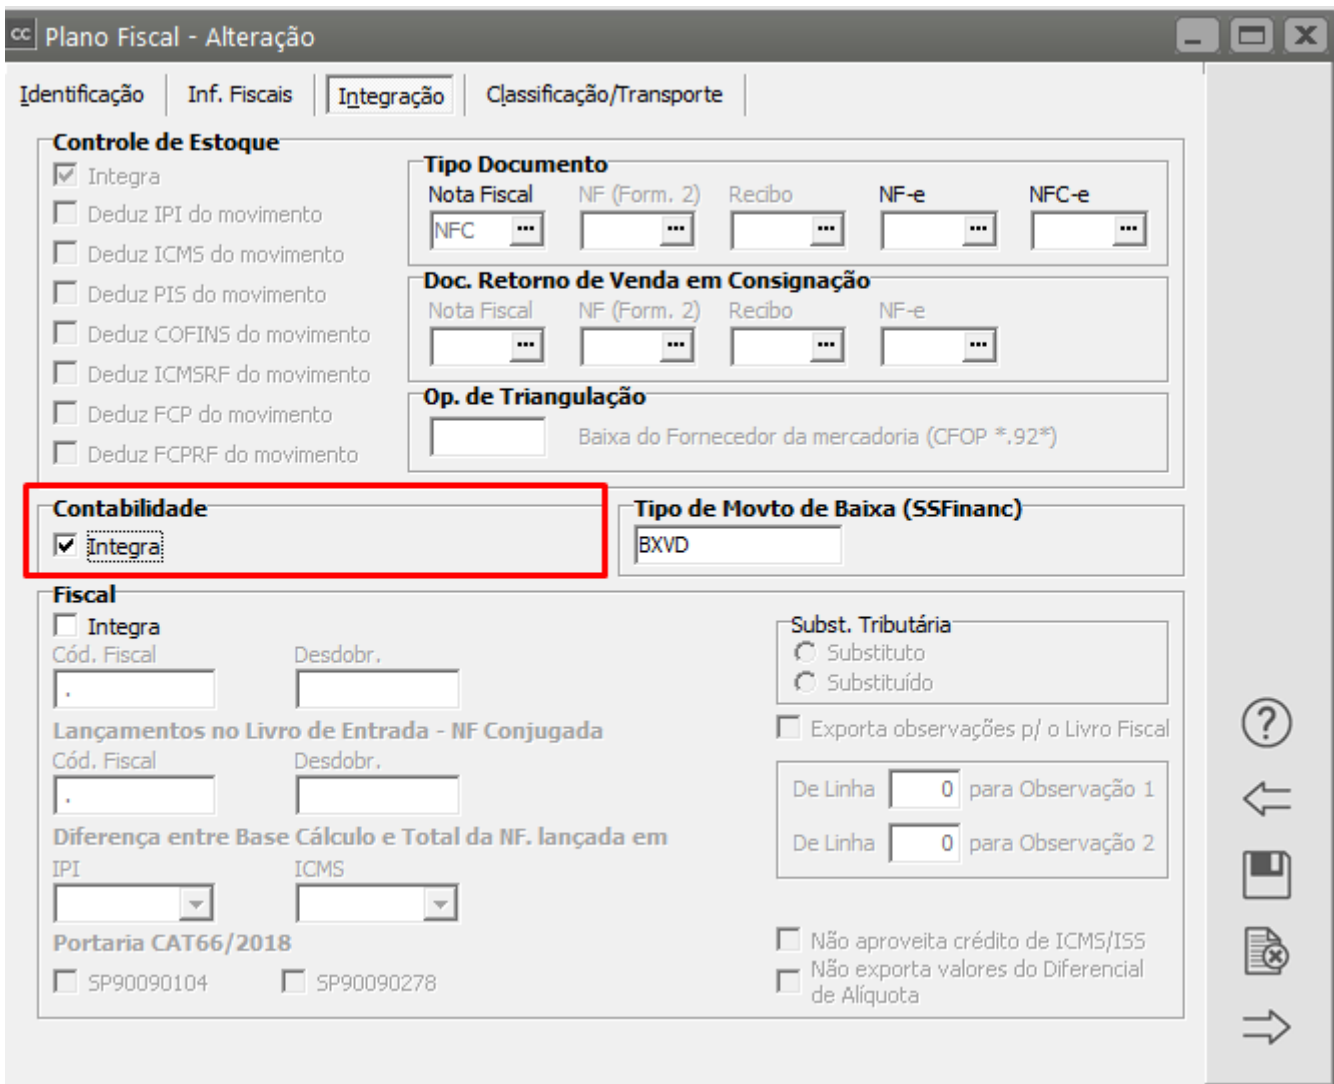 cc Plano Fiscal - Alteração
Identificação Inf. Fiscais Integração Classificação/Transporte
Controle de Estoque
Integra
Deduz IPI do movimento
Deduz ICMS do movimento
Deduz PIS do movimento
Deduz COFINS do movimento
Deduz ICMSRF do movimento
Deduz FCP do movimento
Deduz FCPRF do movimento
Tipo Documento
Nota Fiscal NF (Form. 2) Recibo NF-e NFC-e
NFC ... ... ... ... ...
Doc. Retorno de Venda em Consignação
Nota Fiscal NF (Form. 2) Recibo NF-e
... ... ... ...
Op. de Triangulação
Baixa do Fornecedor da mercadoria (CFOP *.92*)
Contabilidade
Integra
Tipo de Movto de Baixa (SSFinanc)
BXVD
Fiscal
Integra
Cód. Fiscal Desdobr.
.
Lançamentos no Livro de Entrada - NF Conjugada
Cód. Fiscal Desdobr.
.
Diferença entre Base Cálculo e Total da NF. lançada em
IPI ICMS
Portaria CAT66/2018
SP90090104 SP90090278
Subst. Tributária
Substituto
Substituído
Exporta observações p/ o Livro Fiscal
De Linha 0 para Observação 1
De Linha 0 para Observação 2
Não aproveita crédito de ICMS/ISS
Não exporta valores do Diferencial
de Alíquota
?